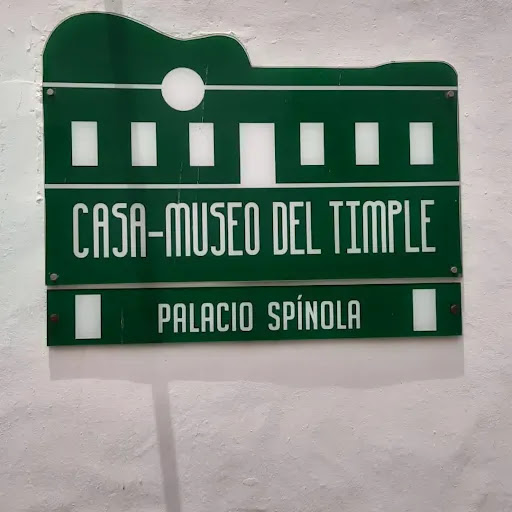 CASA-MUSEO DEL TIMPLE
PALACIO SPÍNOLA